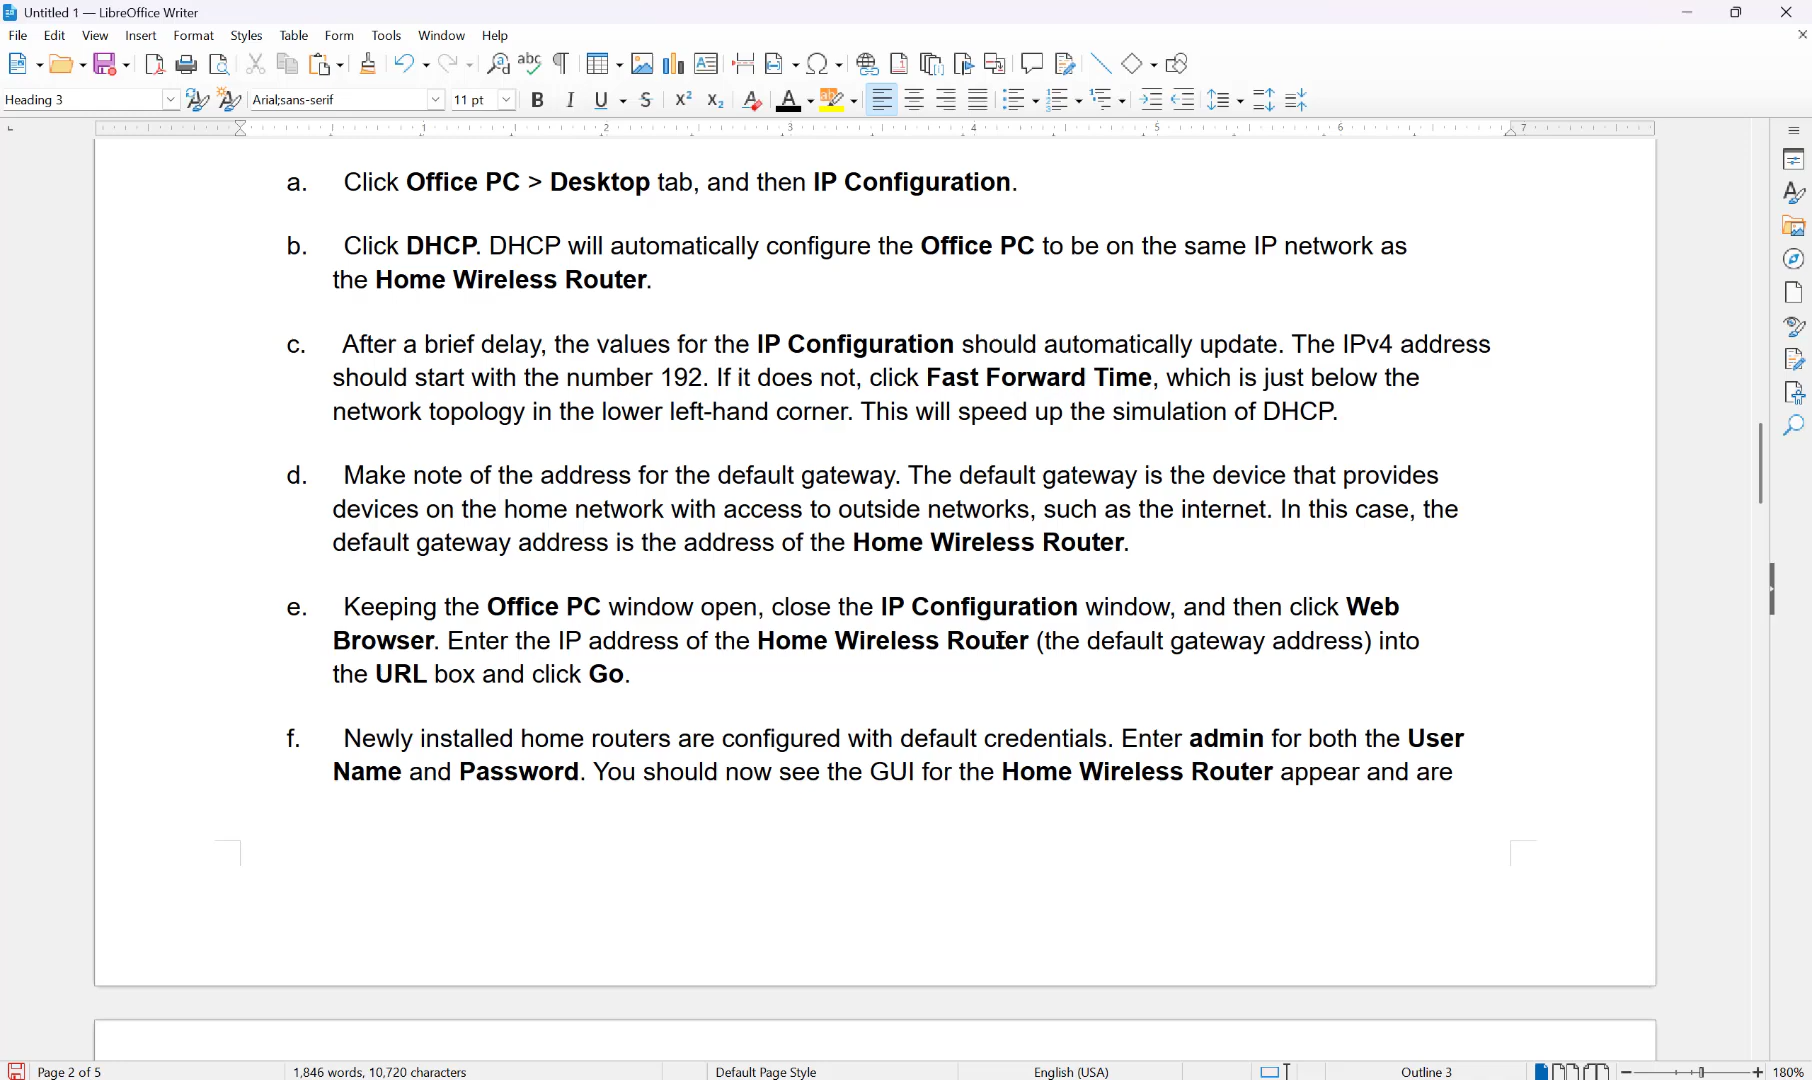 Untitled 1 — LibreOffice Writer
File Edit View Insert Format Styles Table Form Tools Window Help
Heading 3 Arial;sans-serif 11 pt
1 2 3 4 5 6 7
a. Click Office PC > Desktop tab, and then IP Configuration.
b. Click DHCP. DHCP will automatically configure the Office PC to be on the same IP network as
the Home Wireless Router.
c. After a brief delay, the values for the IP Configuration should automatically update. The IPv4 address
should start with the number 192. If it does not, click Fast Forward Time, which is just below the
network topology in the lower left-hand corner. This will speed up the simulation of DHCP.
d. Make note of the address for the default gateway. The default gateway is the device that provides
devices on the home network with access to outside networks, such as the internet. In this case, the
default gateway address is the address of the Home Wireless Router.
e. Keeping the Office PC window open, close the IP Configuration window, and then click Web
Browser. Enter the IP address of the Home Wireless Router (the default gateway address) into
the URL box and click Go.
f. Newly installed home routers are configured with default credentials. Enter admin for both the User
Name and Password. You should now see the GUI for the Home Wireless Router appear and are
Page 2 of 5 1,846 words, 10,720 characters Default Page Style English (USA) Outline 3 180%